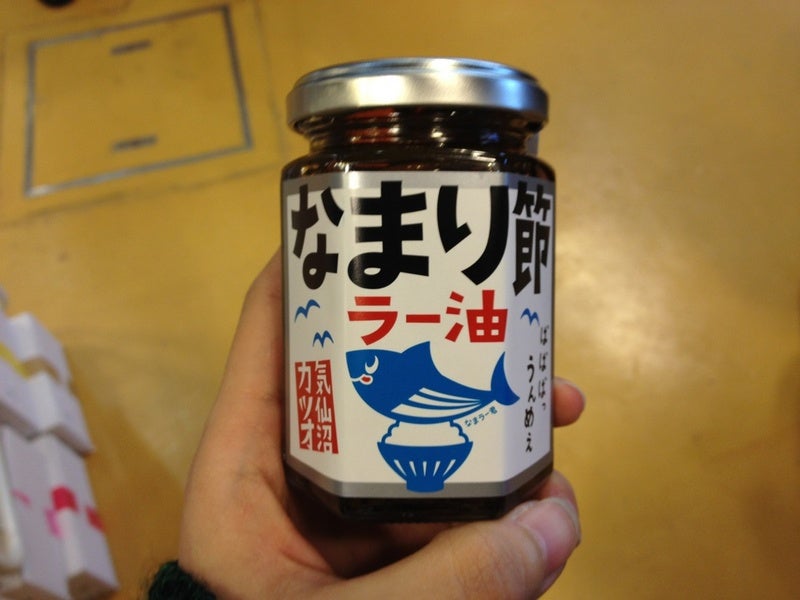 なまり節
ラー油
気仙沼
カツオ
ばばばっ
うんめぇ
なまラー君